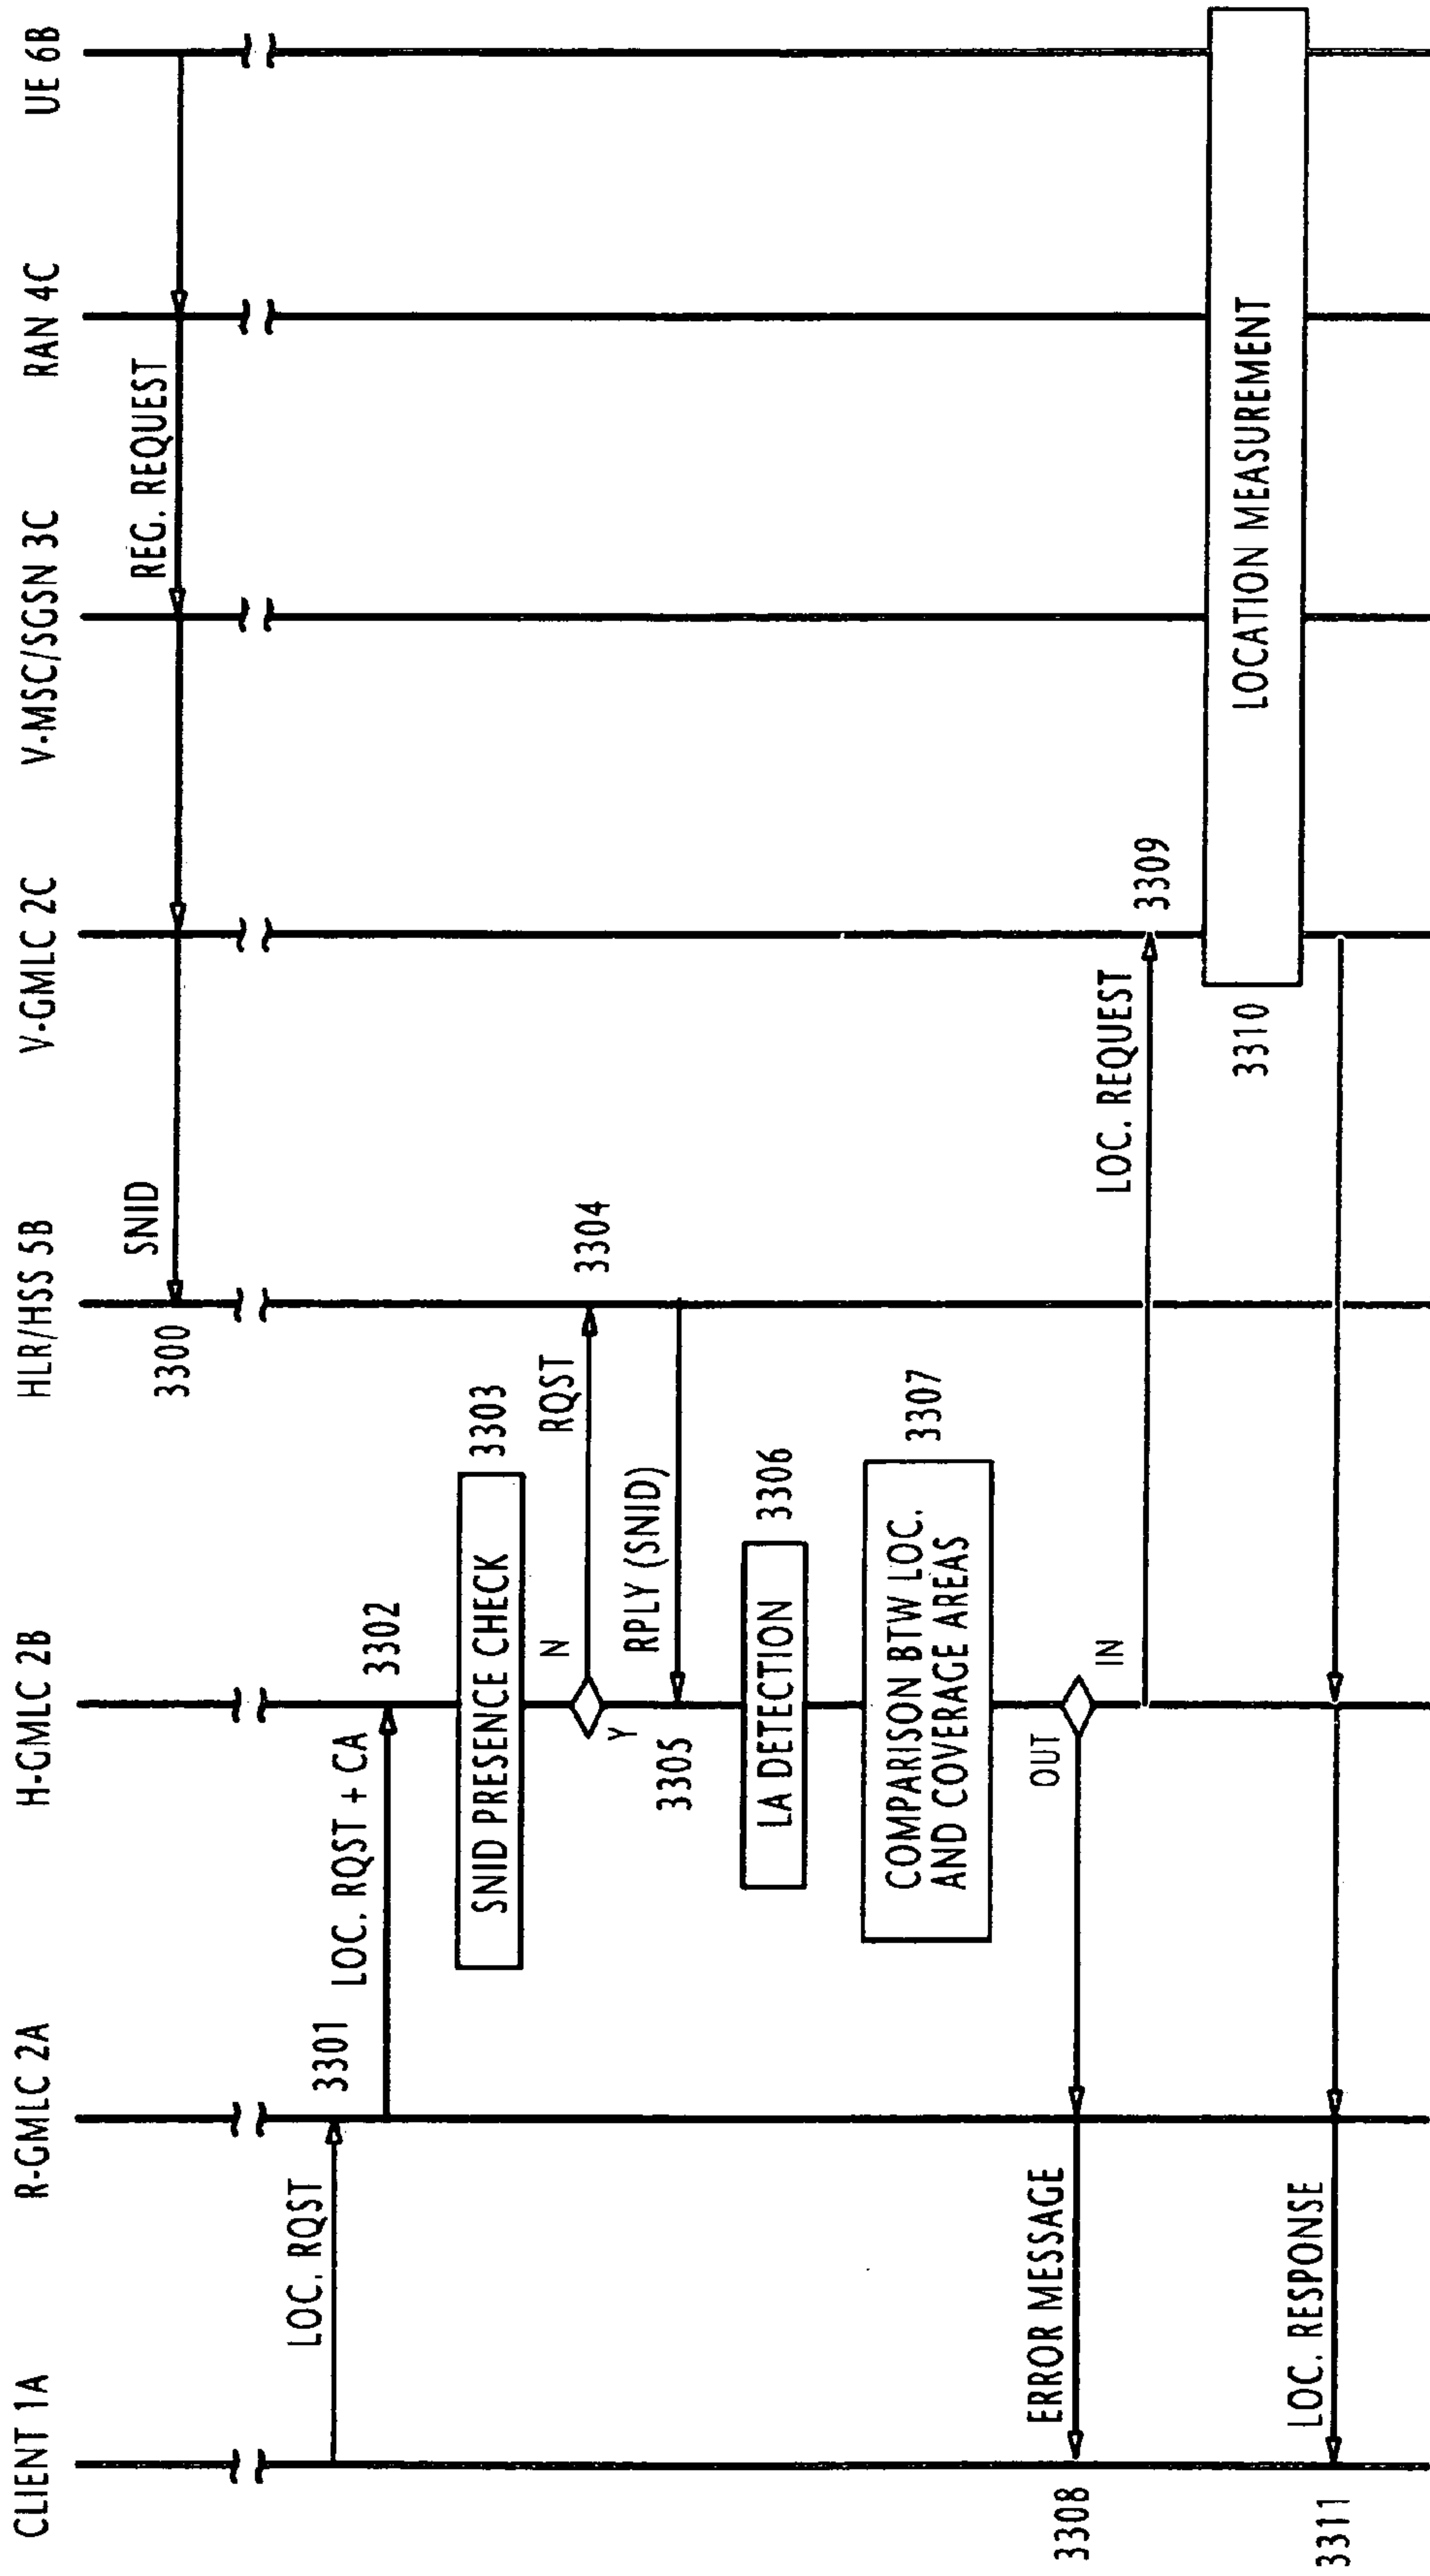 CLIENT 1A
R-GMLC 2A
H-GMLC 2B
HLR/HSS 5B
V-GMLC 2C
V-MSC/SGSN 3C
RAN 4C
UE 6B
REG. REQUEST
SNID
3300
LOC. RQST
3301
LOC. RQST + CA
3302
SNID PRESENCE CHECK
3303
N
RQST
3304
Y
3305
RPLY (SNID)
LA DETECTION
3306
COMPARISON BTW LOC.
AND COVERAGE AREAS
3307
OUT
IN
3308
ERROR MESSAGE
LOC. REQUEST
3309
3310
LOCATION MEASUREMENT
3311
LOC. RESPONSE